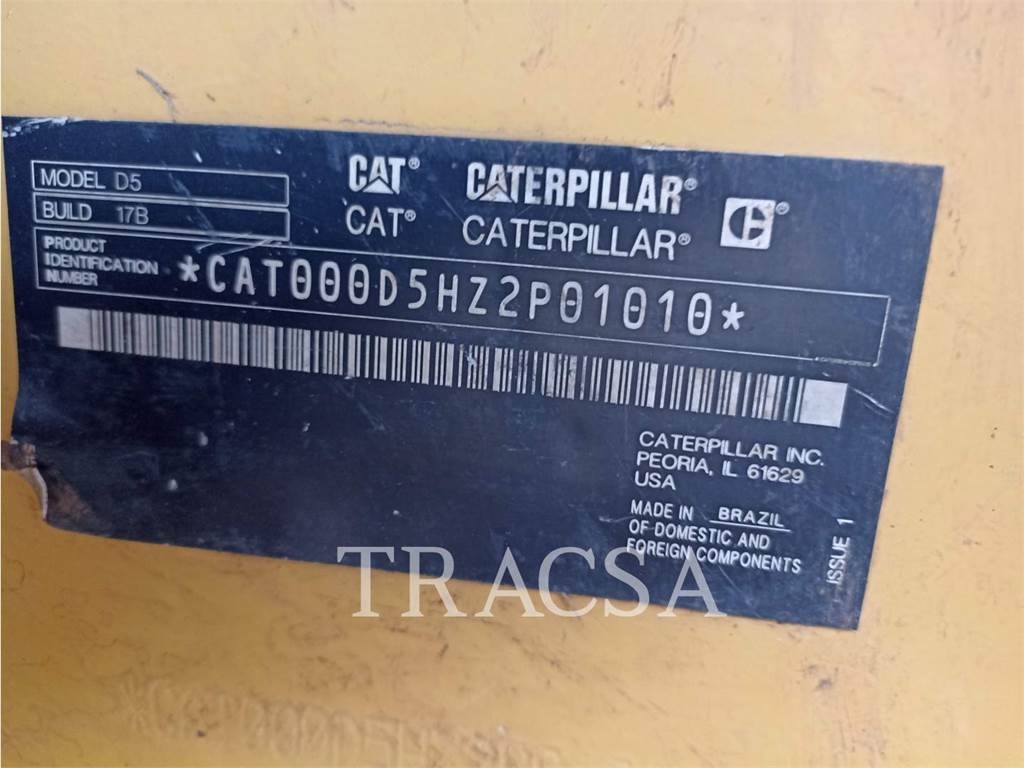 MODEL D5
BUILD 17B
CAT® CATERPILLAR®
CAT® CATERPILLAR®
C®
PRODUCT
IDENTIFICATION
NUMBER
*CAT000D5HZ2P01010*
CATERPILLAR INC.
PEORIA, IL 61629
USA
MADE IN BRAZIL
OF DOMESTIC AND
FOREIGN COMPONENTS
ISSUE 1
TRACSA